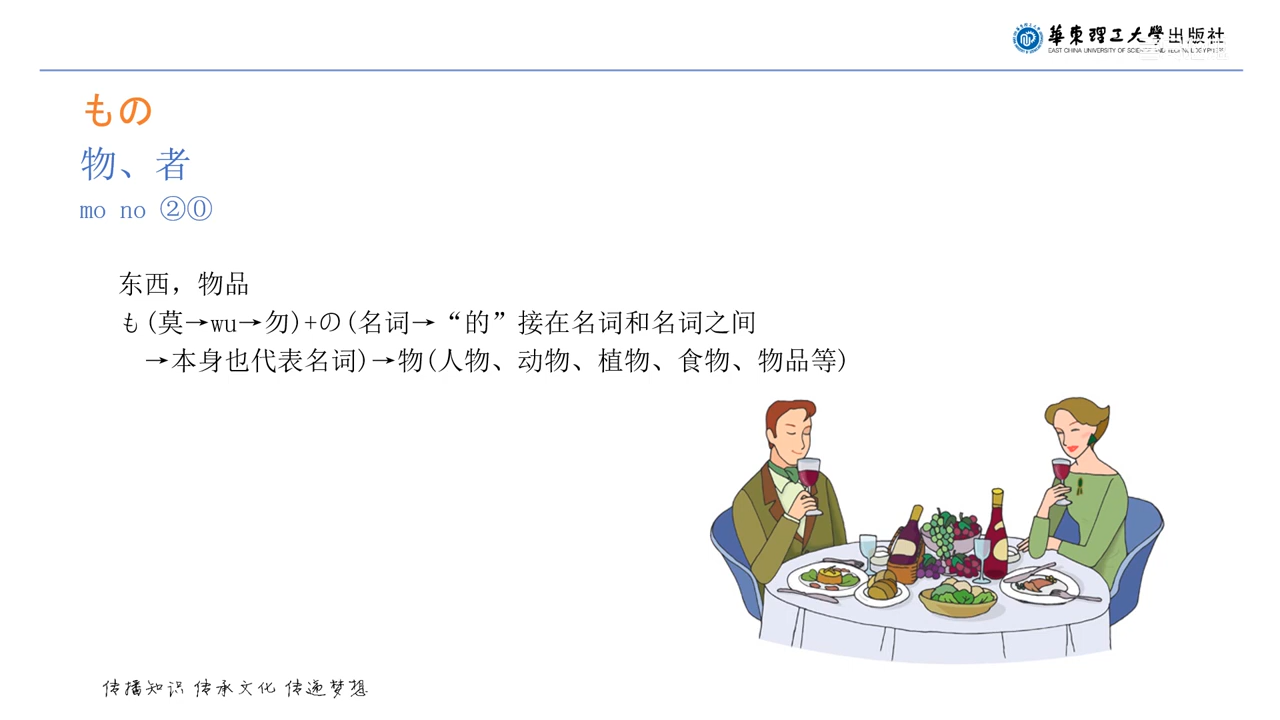 華東理工大學出版社
もの
物、者
mo no ②⓪
东西，物品
も(莫→wu→勿)+の(名词→“的”接在名词和名词之间
→本身也代表名词)→物(人物、动物、植物、食物、物品等)
传播知识 传承文化 传递梦想